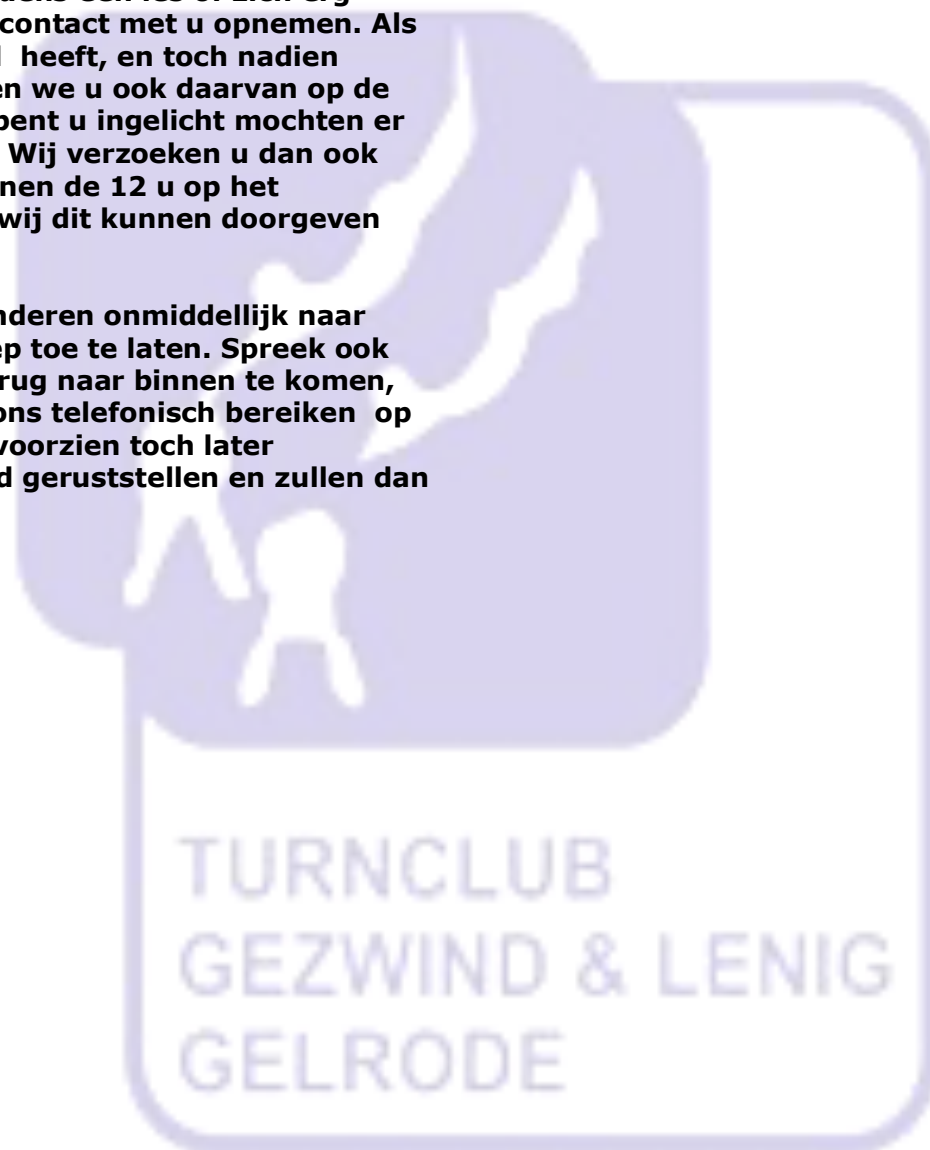 contact met u opnemen. Als
heeft, en toch nadien
en we u ook daarvan op de
bent u ingelicht mochten er
Wij verzoeken u dan ook
nen de 12 u op het
wij dit kunnen doorgeven
nderen onmiddellijk naar
ep toe te laten. Spreek ook
rug naar binnen te komen,
ons telefonisch bereiken op
voorzien toch later
d geruststellen en zullen dan
TURNCLUB
GEZWIND & LENIG
GELRODE